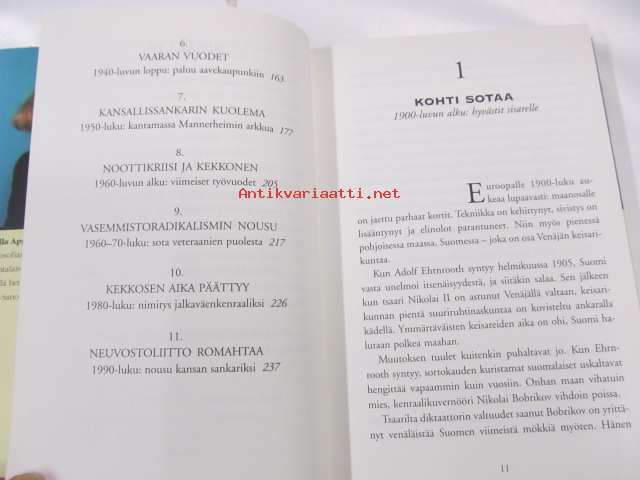 6.
VAARAN VUODET
1940-luvun loppu: paluu aavekaupunkiin 163
7.
KANSALLISSANKARIN KUOLEMA
1950-luku: kantamassa Mannerheimin arkkua 177
8.
NOOTTIKRIISI JA KEKKONEN
1960-luvun alku: viimeiset työvuodet 205
9.
VASEMMISTORADIKALISMIN NOUSU
1960–70-luku: sota veteraanien puolesta 217
10.
KEKKOSEN AIKA PÄÄTTYY
1980-luku: nimitys jalkaväenkenraaliksi 226
11.
NEUVOSTOLIITTO ROMAHTAA
1990-luku: nousu kansan sankariksi 237
1
KOHTI SOTAA
1900-luvun alku: hyvästit sisarelle
Euroopalle 1900-luku au-
keaa lupaavasti: maanosalle
on jaettu parhaat kortit. Tekniikka on kehittynyt, sivistys on
lisääntynyt ja elinolot parantuneet. Niin myös pienessä
pohjoisessa maassa, Suomessa – joka on osa Venäjän keisari-
kuntaa.
Kun Adolf Ehrnrooth syntyy helmikuussa 1905, Suomi
vasta unelmoi itsenäisyydestä, ja siitäkin salaa. Sen jälkeen
kun tsaari Nikolai II on astunut Venäjällä valtaan, keisari-
kunnan pientä suuriruhtinaskuntaa on kovisteltu ankaralla
kädellä. Ymmärtäväisten keisareiden aika on ohi, Suomi ha-
lutaan polkea maahan.
Muutoksen tuulet kuitenkin puhaltavat jo. Kun Ehrn-
rooth syntyy, sortokauden kuristamat suomalaiset uskaltavat
hengittää vapaammin kuin vuosiin. Onhan maan vihatuin
mies, kenraalikuvernööri Nikolai Bobrikov vihdoin poissa.
Tsaarilta diktaattorin valtuudet saanut Bobrikov on yrittä-
nyt venäläistää Suomen viimeistä mökkiä myöten. Hänen
11
Antikvariaatti.net